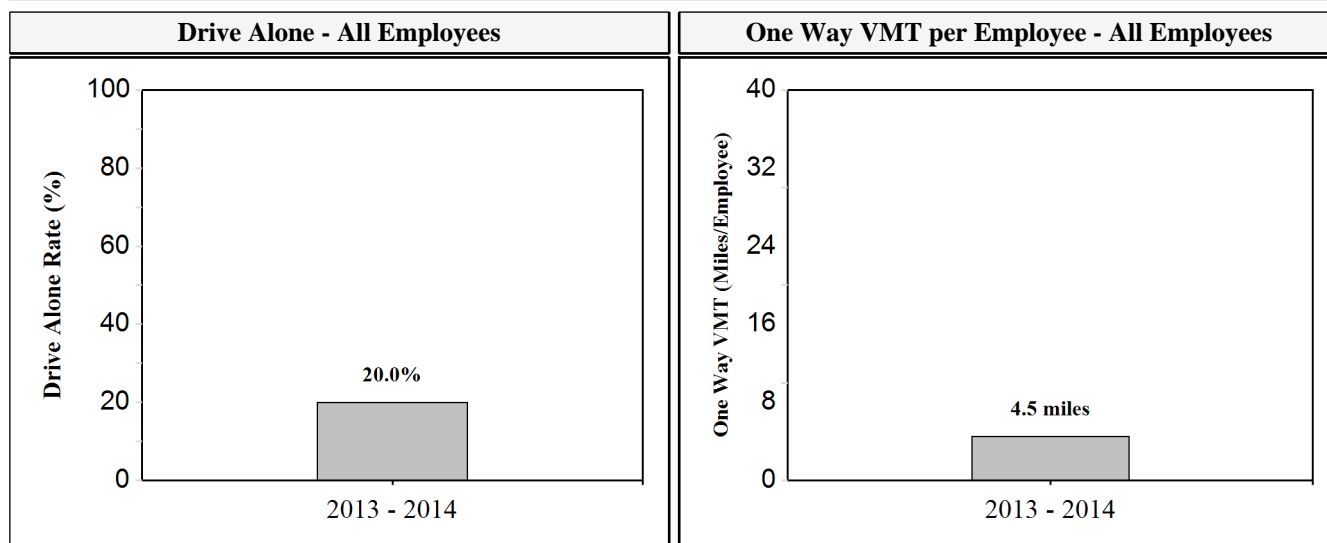 Drive Alone - All Employees
Drive Alone Rate (%)
100
80
60
40
20
0
20.0%
2013 - 2014
One Way VMT per Employee - All Employees
One Way VMT (Miles/Employee)
40
32
24
16
8
0
4.5 miles
2013 - 2014